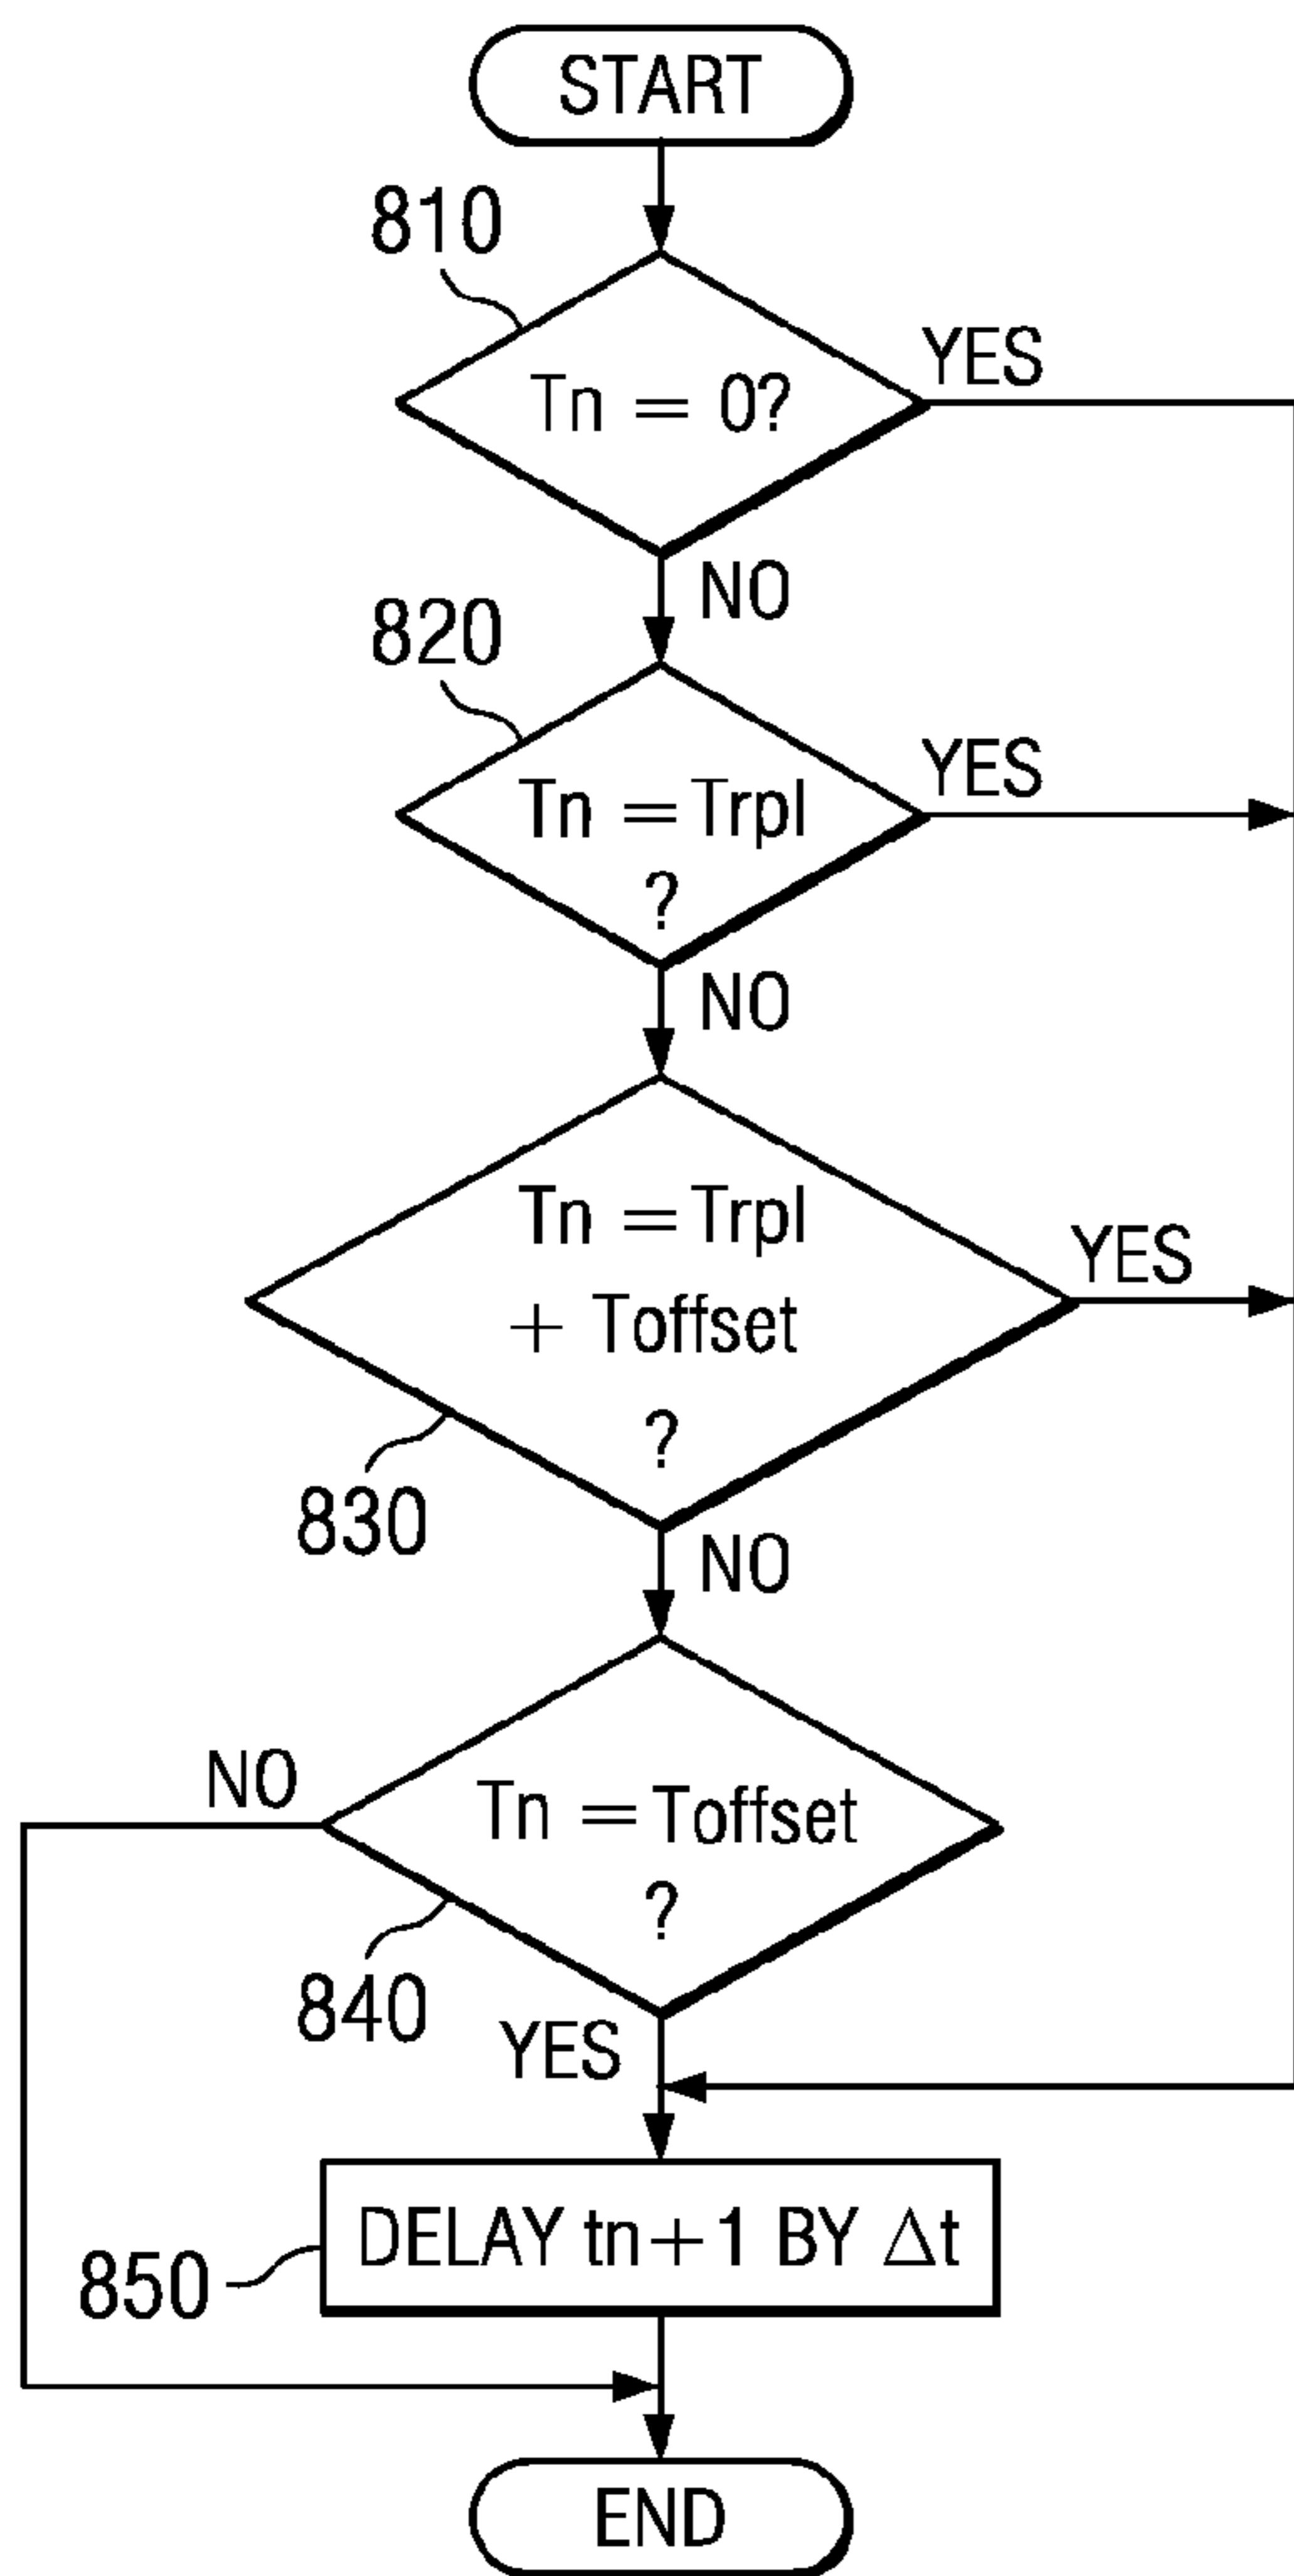 START
810
Tn = 0?
YES
NO
820
Tn = Trpl
?
YES
NO
Tn = Trpl
+ Toffset
?
YES
830
NO
NO
Tn = Toffset
?
840
YES
DELAY tn+1 BY Δt
850
END